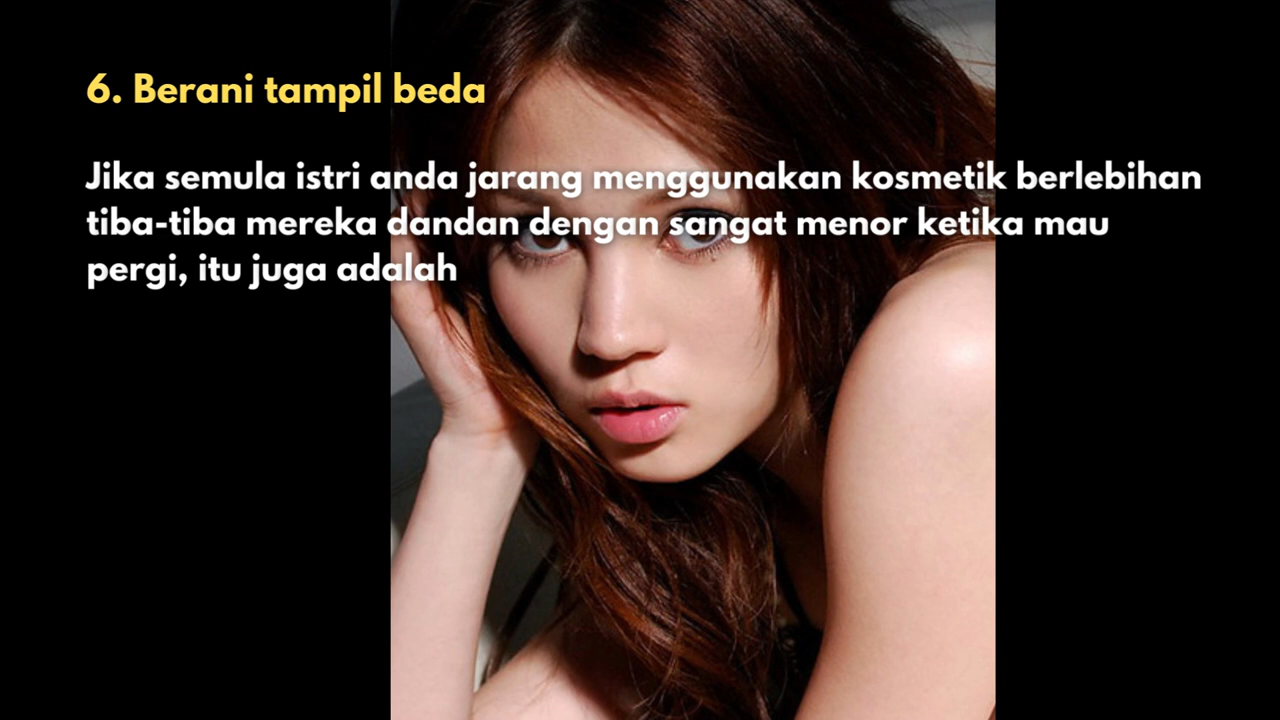 6. Berani tampil beda
Jika semula istri anda jarang menggunakan kosmetik berlebihan
tiba-tiba mereka dandan dengan sangat menor ketika mau
pergi, itu juga adalah